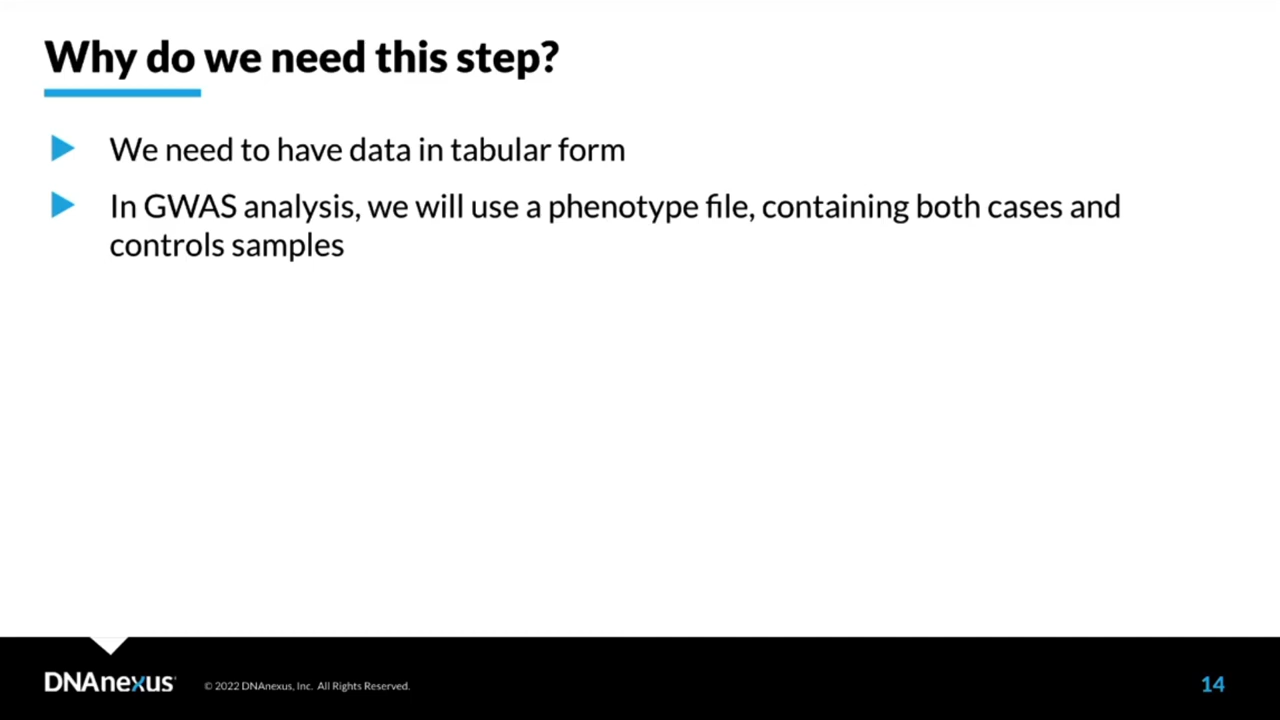 Why do we need this step?
We need to have data in tabular form
In GWAS analysis, we will use a phenotype file, containing both cases and
controls samples
DNAnexus
© 2022 DNAnexus, Inc. All Rights Reserved.
14